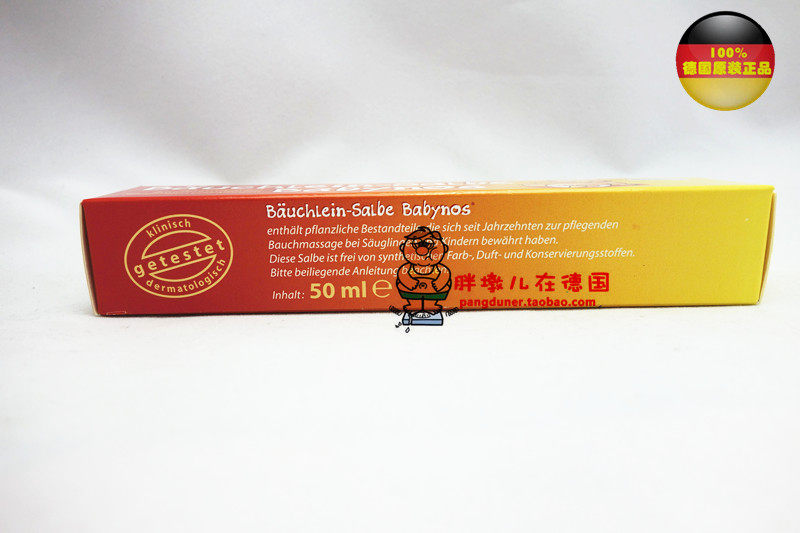 100%
德国原装正品
Bäuchlein-Salbe Babynos®
enthält pflanzliche Bestandteile, die sich seit Jahrzehnten zur pflegenden
Bauchmassage bei Säuglingen Kindern bewährt haben.
Diese Salbe ist frei von synthetischen Farb-, Duft- und Konservierungsstoffen.
Bitte beiliegende Anleitung beachten.
Inhalt: 50 ml e
klinisch
getestet
dermatologisch
胖墩儿在德国
pangduner.taobao.com